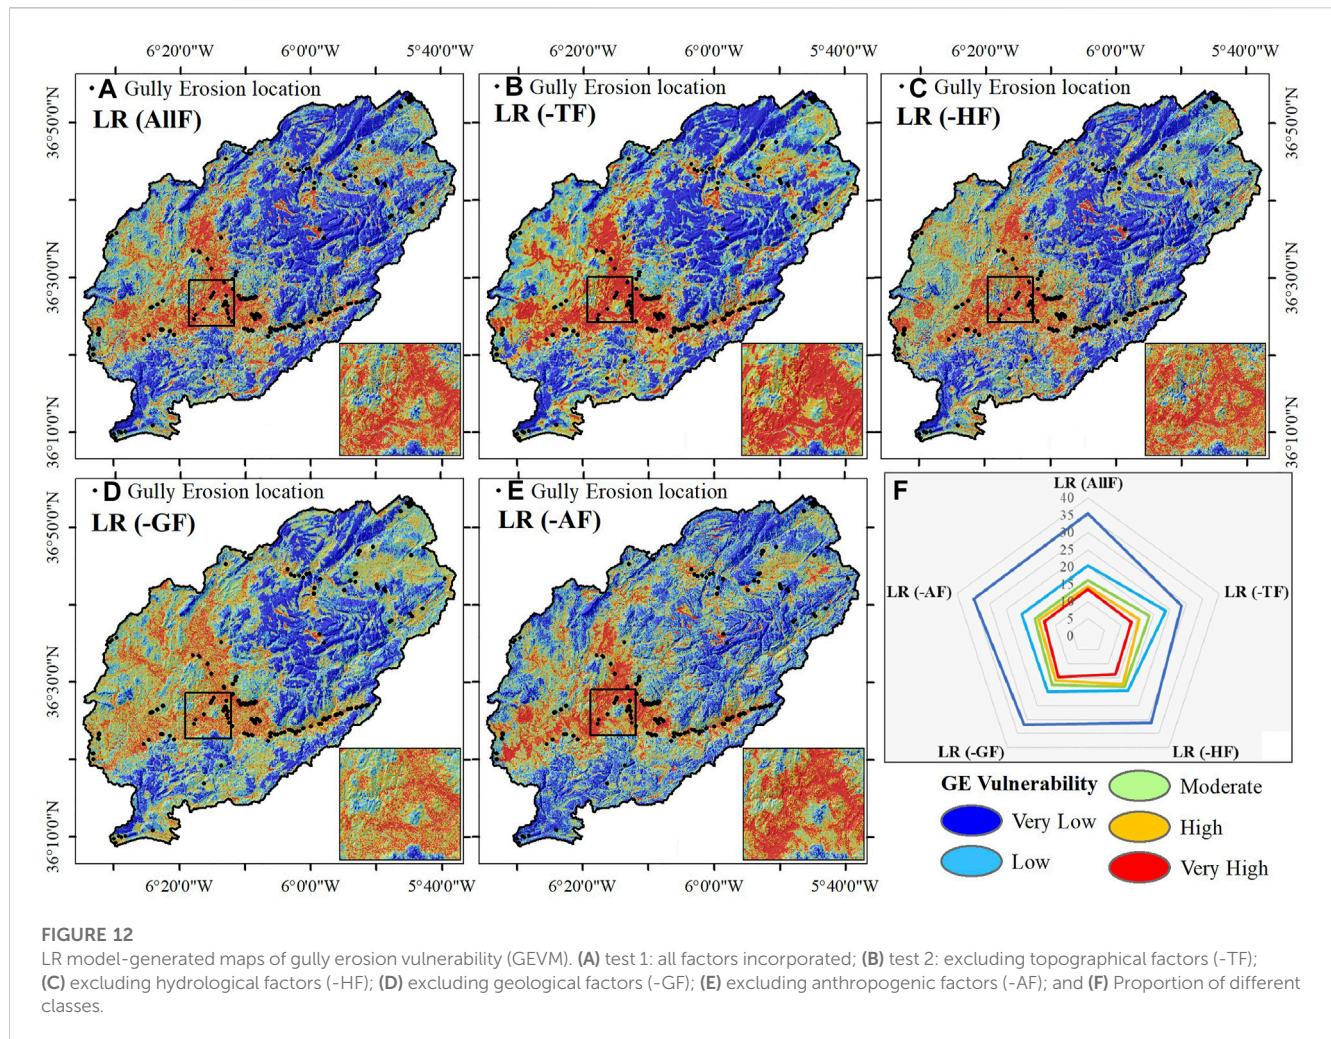 6°20'0"W 6°00'0"W 5°40'0"W 6°20'0"W 6°00'0"W 5°40'0"W 6°20'0"W 6°00'0"W 5°40'0"W
A Gully Erosion location
LR (AllF)
B Gully Erosion location
LR (-TF)
C Gully Erosion location
LR (-HF)
36°50'0"N
36°30'0"N
36°10'0"N
36°50'0"N
36°30'0"N
36°10'0"N
D Gully Erosion location
LR (-GF)
E Gully Erosion location
LR (-AF)
36°50'0"N
36°30'0"N
36°10'0"N
6°20'0"W 6°00'0"W 5°40'0"W 6°20'0"W 6°00'0"W 5°40'0"W
F
LR (AllF)
40
35
30
25
20
15
10
5
0
LR (-AF)
LR (-TF)
LR (-GF)
LR (-HF)
GE Vulnerability
Very Low
Low
Moderate
High
Very High
FIGURE 12
LR model-generated maps of gully erosion vulnerability (GEVM). (A) test 1: all factors incorporated; (B) test 2: excluding topographical factors (-TF);
(C) excluding hydrological factors (-HF); (D) excluding geological factors (-GF); (E) excluding anthropogenic factors (-AF); and (F) Proportion of different
classes.